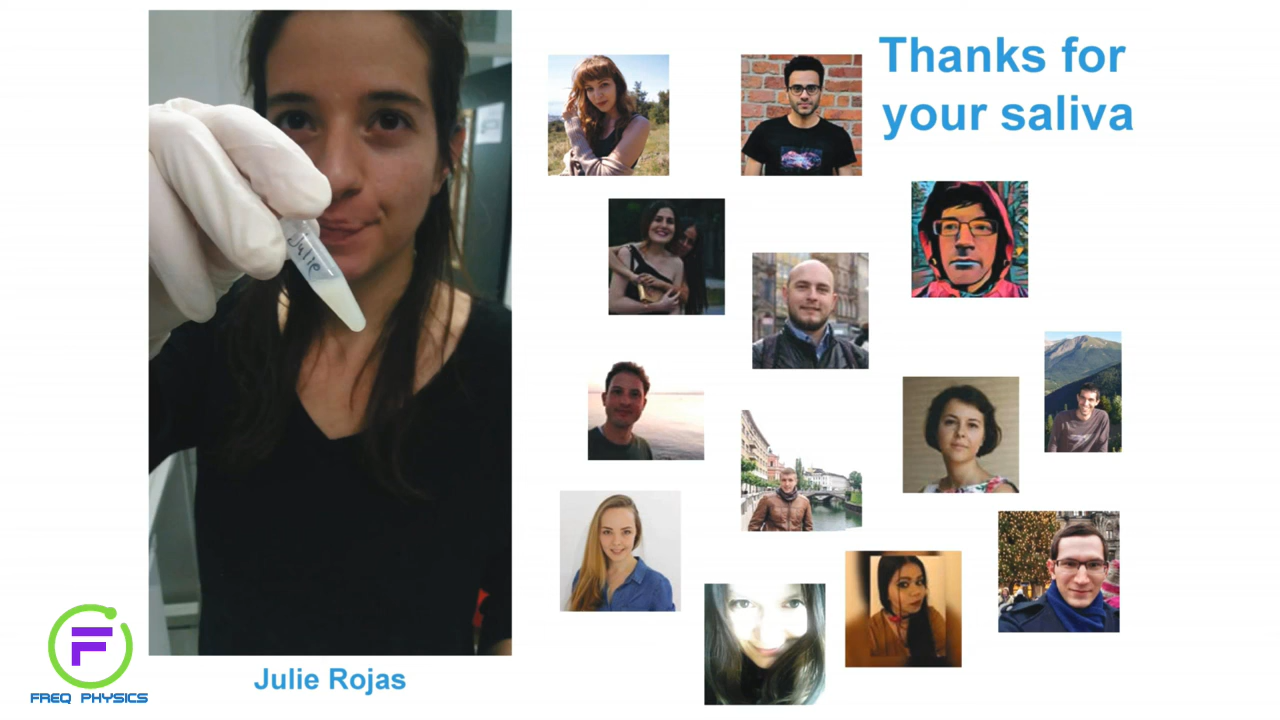 Thanks for
your saliva
Julie
Julie Rojas
FREQ PHYSICS